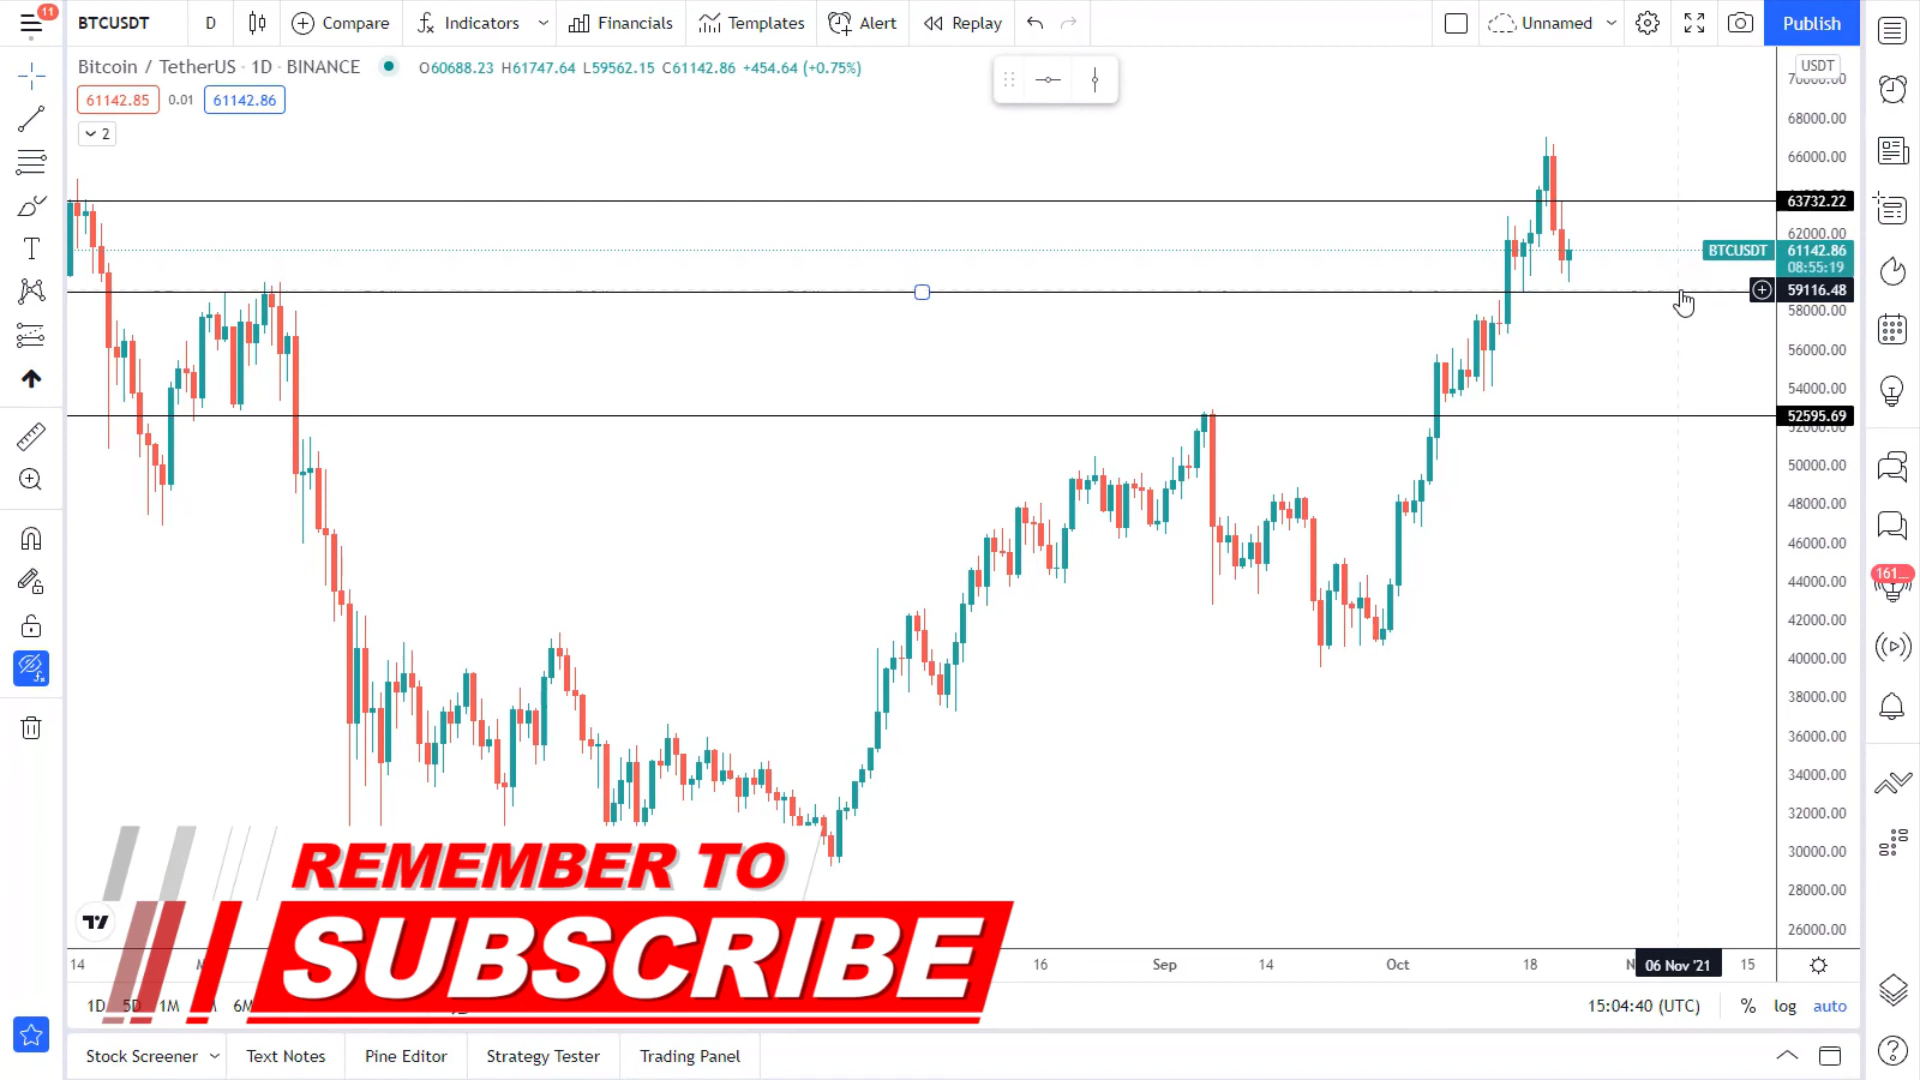 11
BTCUSDT D Compare Indicators Financials Templates Alert Replay Unnamed Publish
Bitcoin / TetherUS · 1D · BINANCE O60688.23 H61747.64 L59562.15 C61142.86 +454.64 (+0.75%)
61142.85 0.01 61142.86
2
USDT
70000.00
68000.00
66000.00
63732.22
62000.00
BTCUSDT 61142.86
08:55:19
59116.48
58000.00
56000.00
54000.00
52595.69
52000.00
50000.00
48000.00
46000.00
44000.00
161...
42000.00
40000.00
38000.00
36000.00
34000.00
32000.00
30000.00
28000.00
26000.00
REMEMBER TO
SUBSCRIBE
14 16 Sep 14 Oct 18 06 Nov '21 15
1D 5D 1M 6M 15:04:40 (UTC) % log auto
Stock Screener Text Notes Pine Editor Strategy Tester Trading Panel